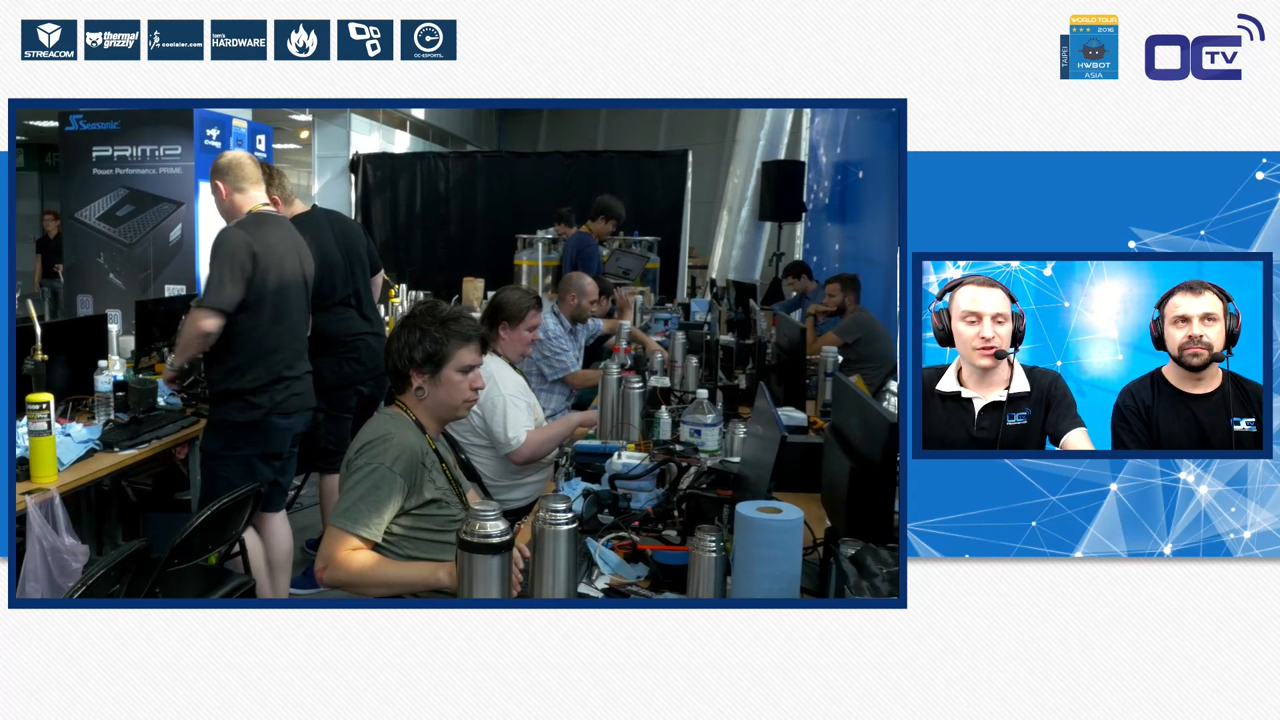 STREACOM
thermal grizzly
coolaler.com
tom's HARDWARE
OC-ESPORTS
WORLD TOUR
2016
TAIPEI
HWBOT
ASIA
OC TV
Seasonic
PRIME
Power. Performance. PRIME.